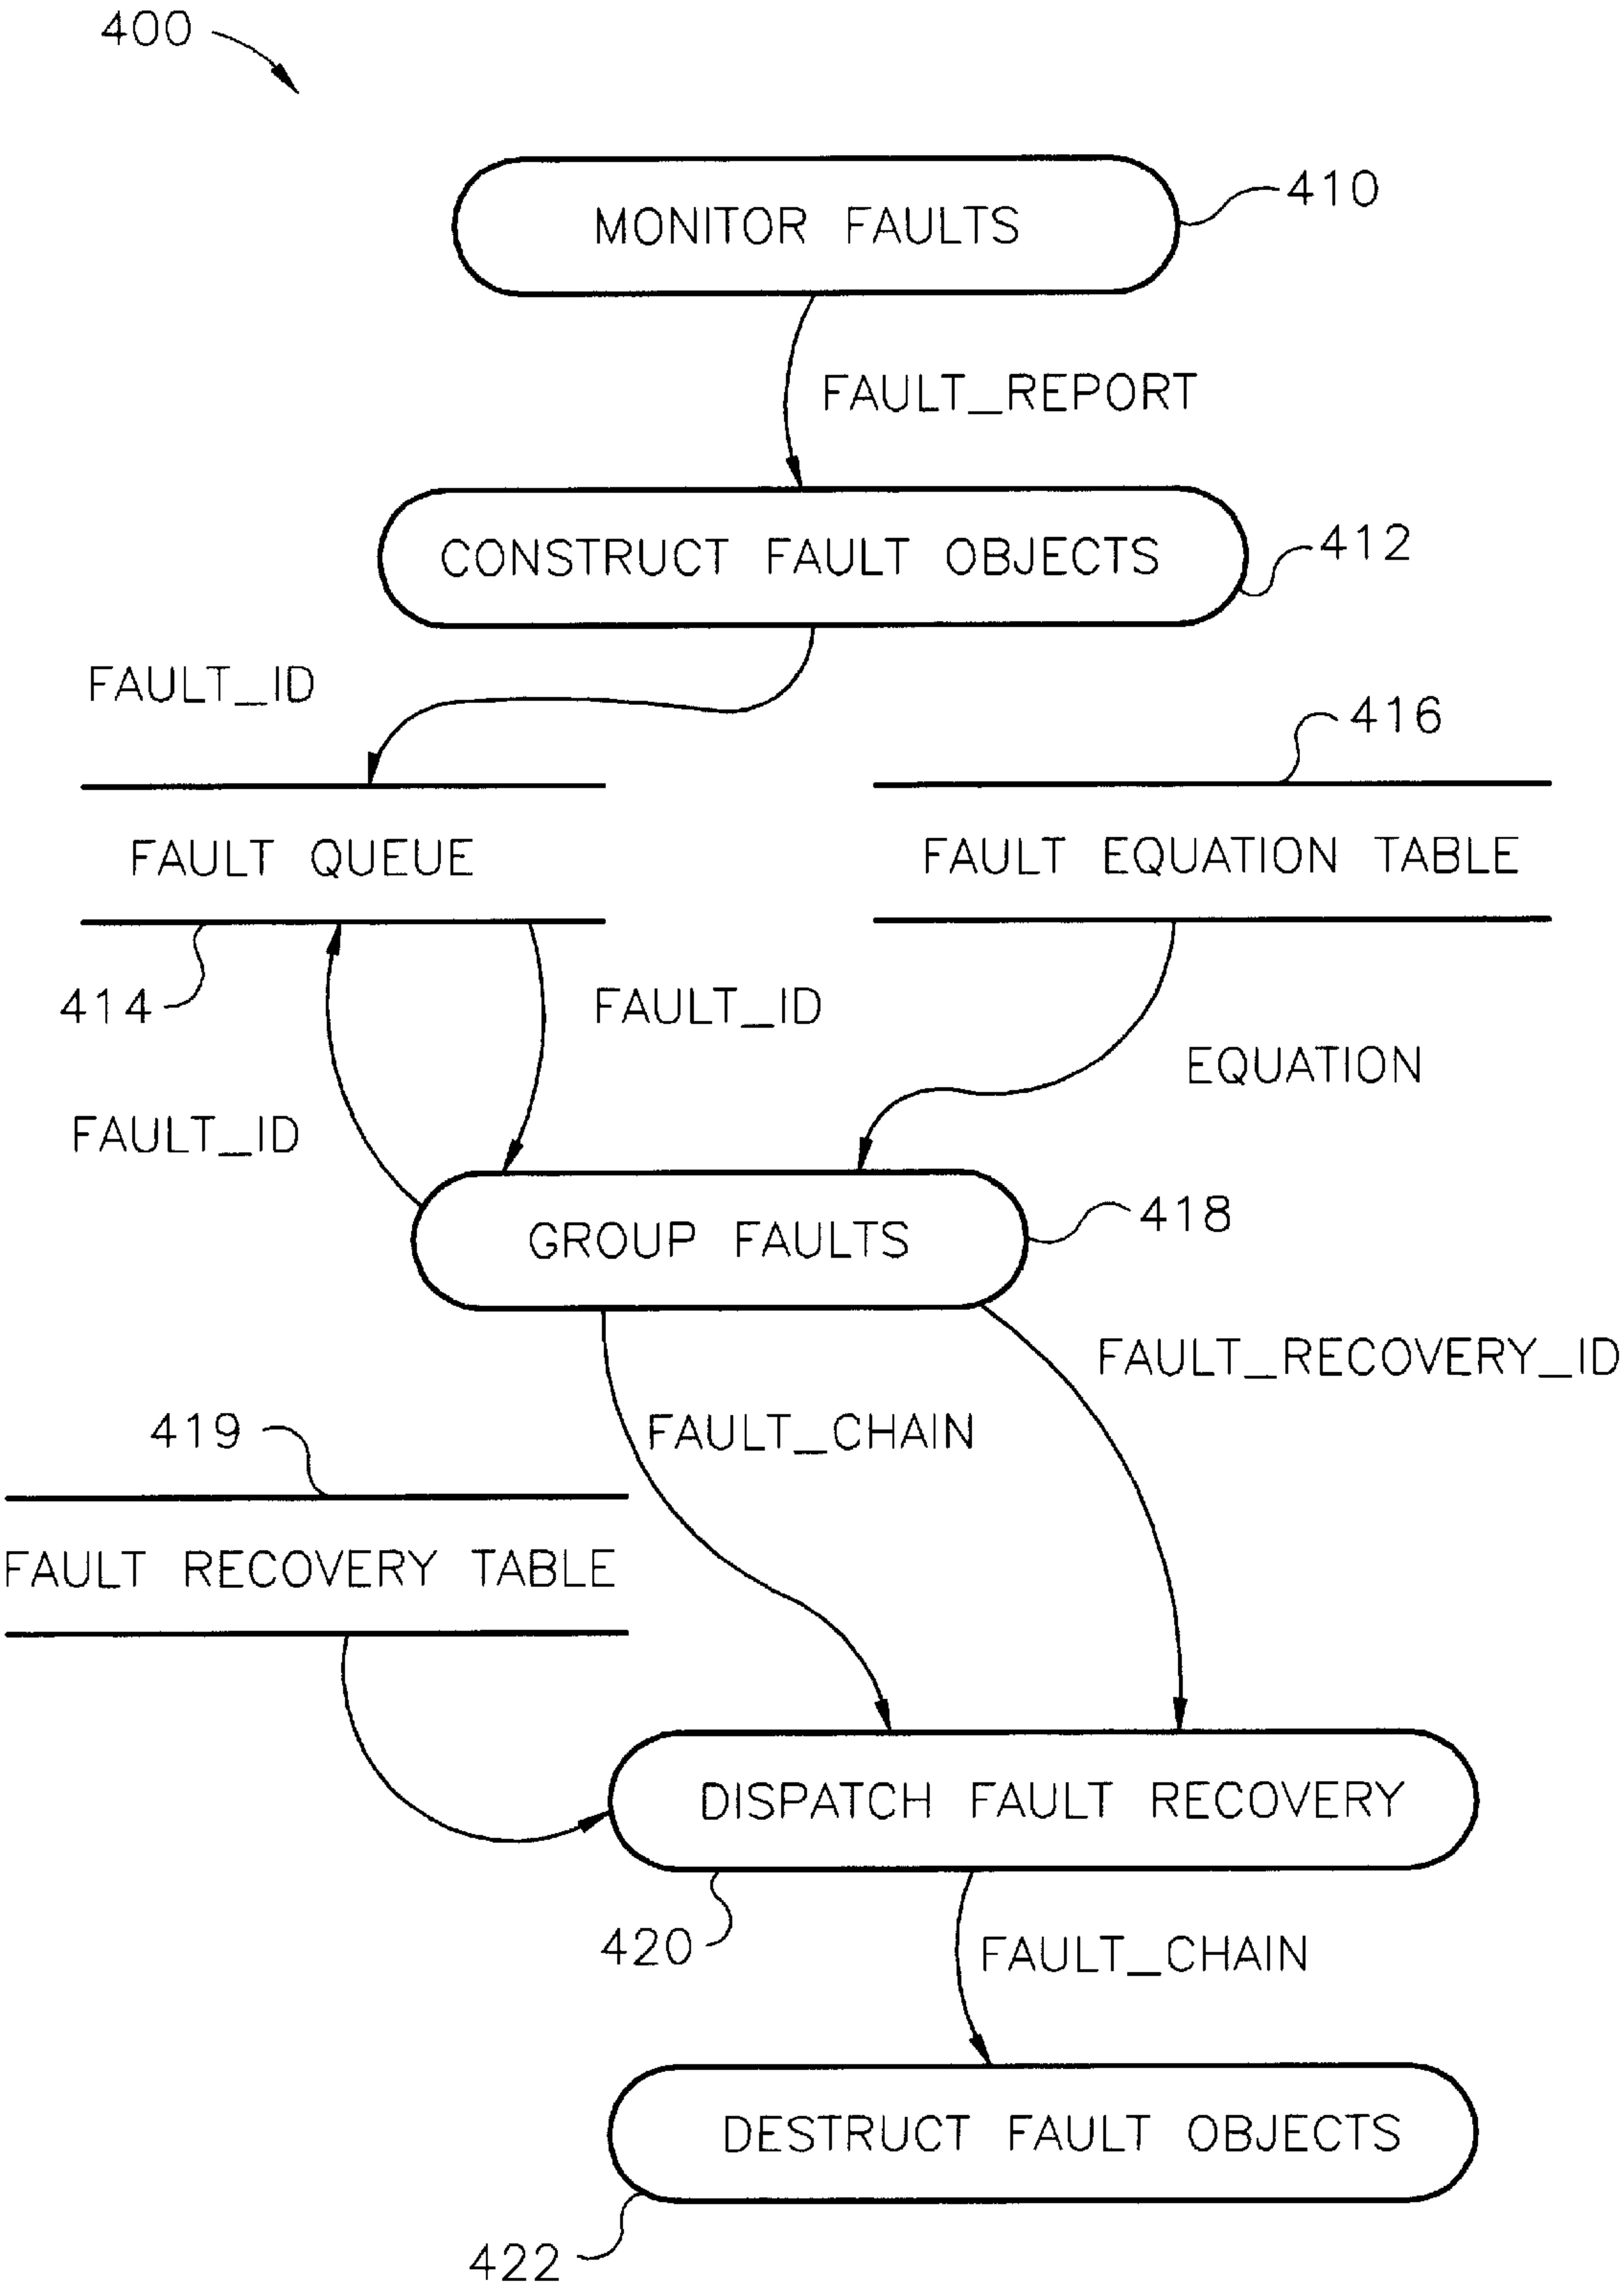 400
MONITOR FAULTS
410
FAULT_REPORT
CONSTRUCT FAULT OBJECTS
412
FAULT_ID
416
FAULT QUEUE
FAULT EQUATION TABLE
414
FAULT_ID
EQUATION
FAULT_ID
GROUP FAULTS
418
FAULT_RECOVERY_ID
FAULT_CHAIN
419
FAULT RECOVERY TABLE
DISPATCH FAULT RECOVERY
420
FAULT_CHAIN
DESTRUCT FAULT OBJECTS
422